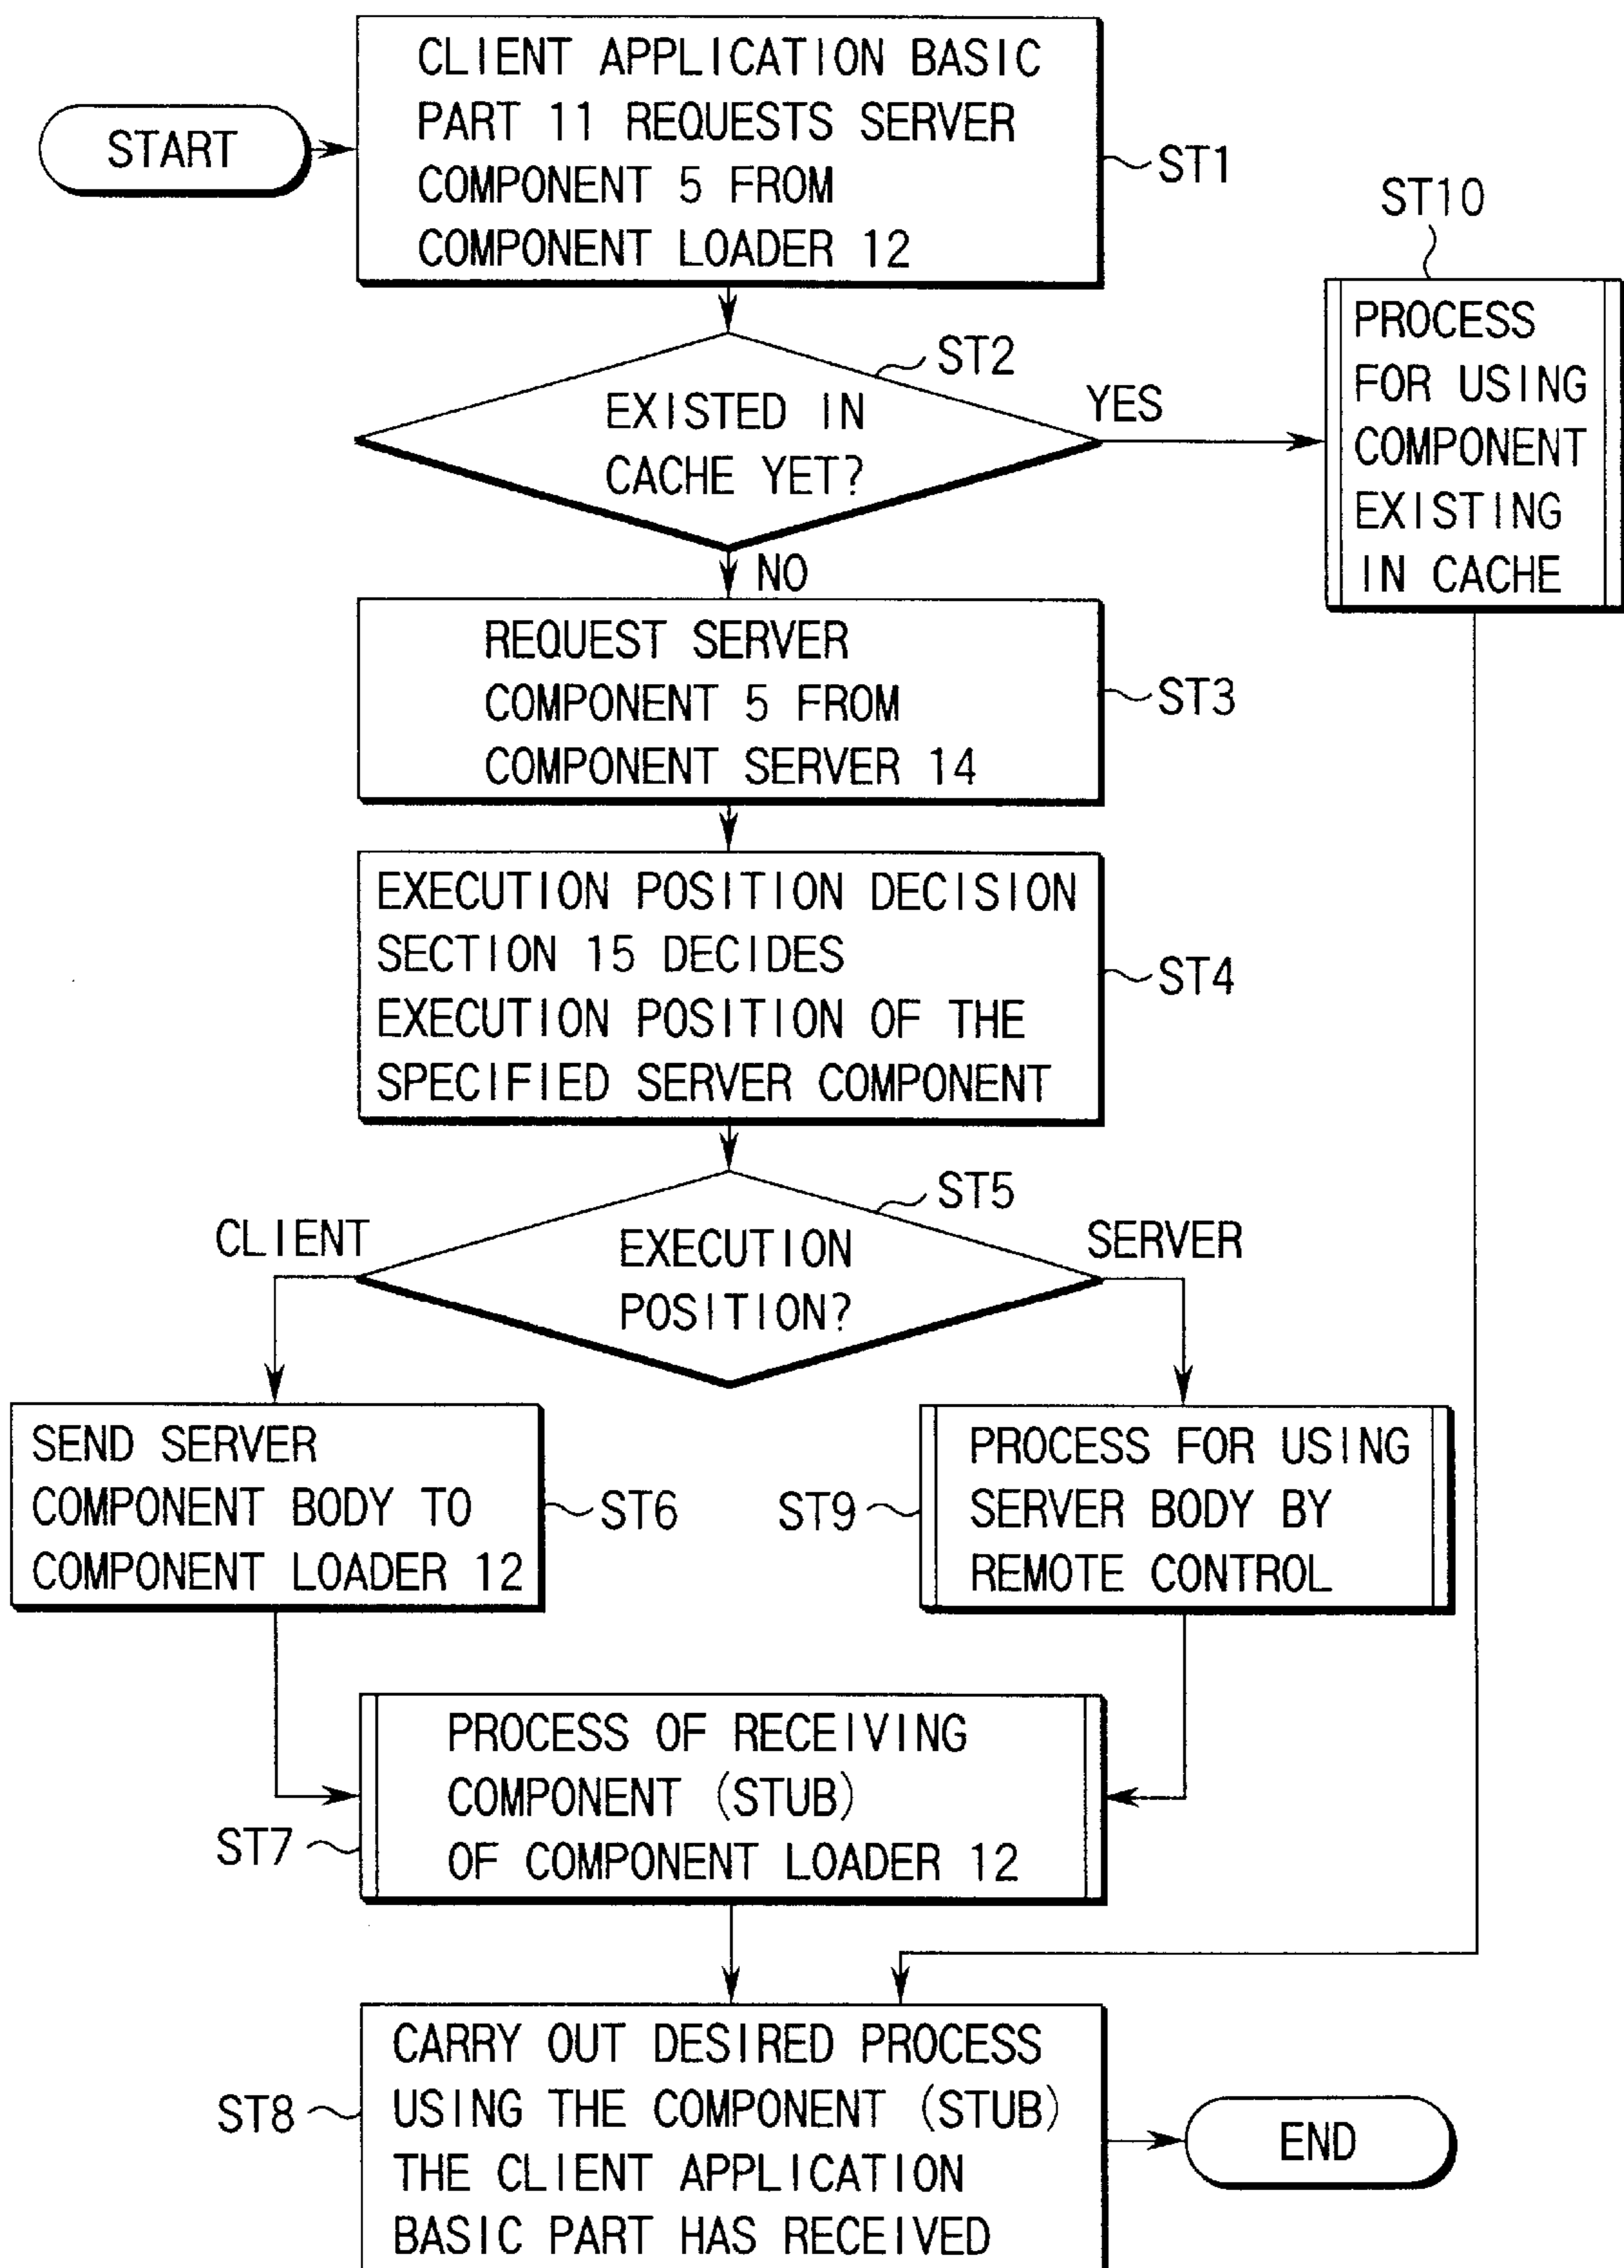 START
CLIENT APPLICATION BASIC
PART 11 REQUESTS SERVER
COMPONENT 5 FROM
COMPONENT LOADER 12
ST1
ST2
EXISTED IN
CACHE YET?
YES
NO
ST10
PROCESS
FOR USING
COMPONENT
EXISTING
IN CACHE
REQUEST SERVER
COMPONENT 5 FROM
COMPONENT SERVER 14
ST3
EXECUTION POSITION DECISION
SECTION 15 DECIDES
EXECUTION POSITION OF THE
SPECIFIED SERVER COMPONENT
ST4
ST5
CLIENT
EXECUTION
POSITION?
SERVER
SEND SERVER
COMPONENT BODY TO
COMPONENT LOADER 12
ST6
ST9
PROCESS FOR USING
SERVER BODY BY
REMOTE CONTROL
PROCESS OF RECEIVING
COMPONENT (STUB)
OF COMPONENT LOADER 12
ST7
CARRY OUT DESIRED PROCESS
USING THE COMPONENT (STUB)
THE CLIENT APPLICATION
BASIC PART HAS RECEIVED
ST8
END